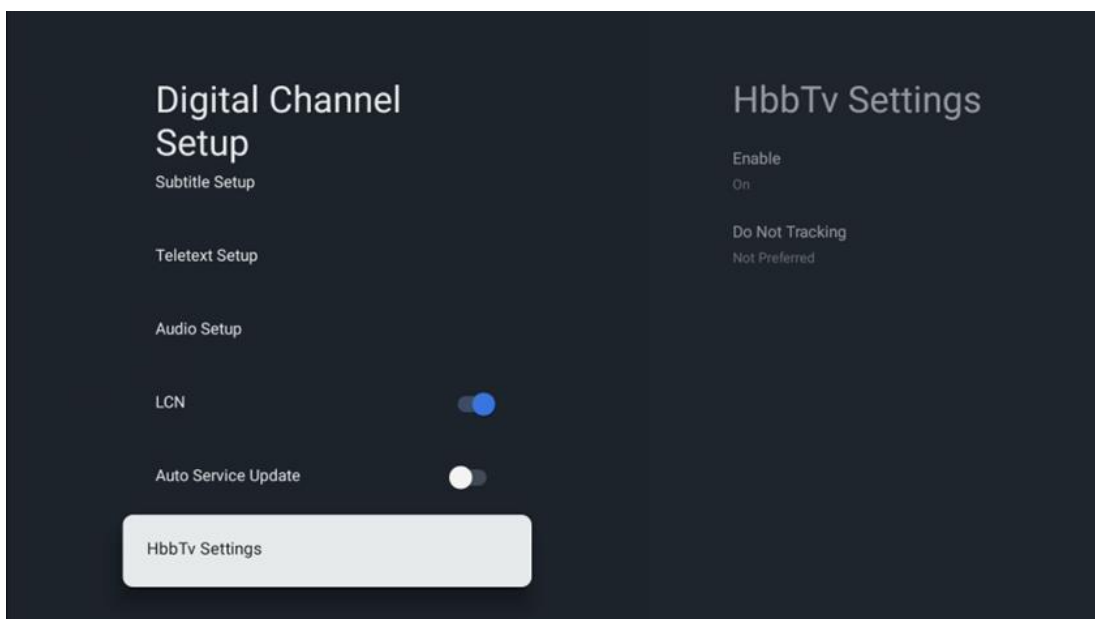 Digital Channel
Setup
Subtitle Setup
Teletext Setup
Audio Setup
LCN
Auto Service Update
HbbTv Settings
HbbTv Settings
Enable
On
Do Not Tracking
Not Preferred